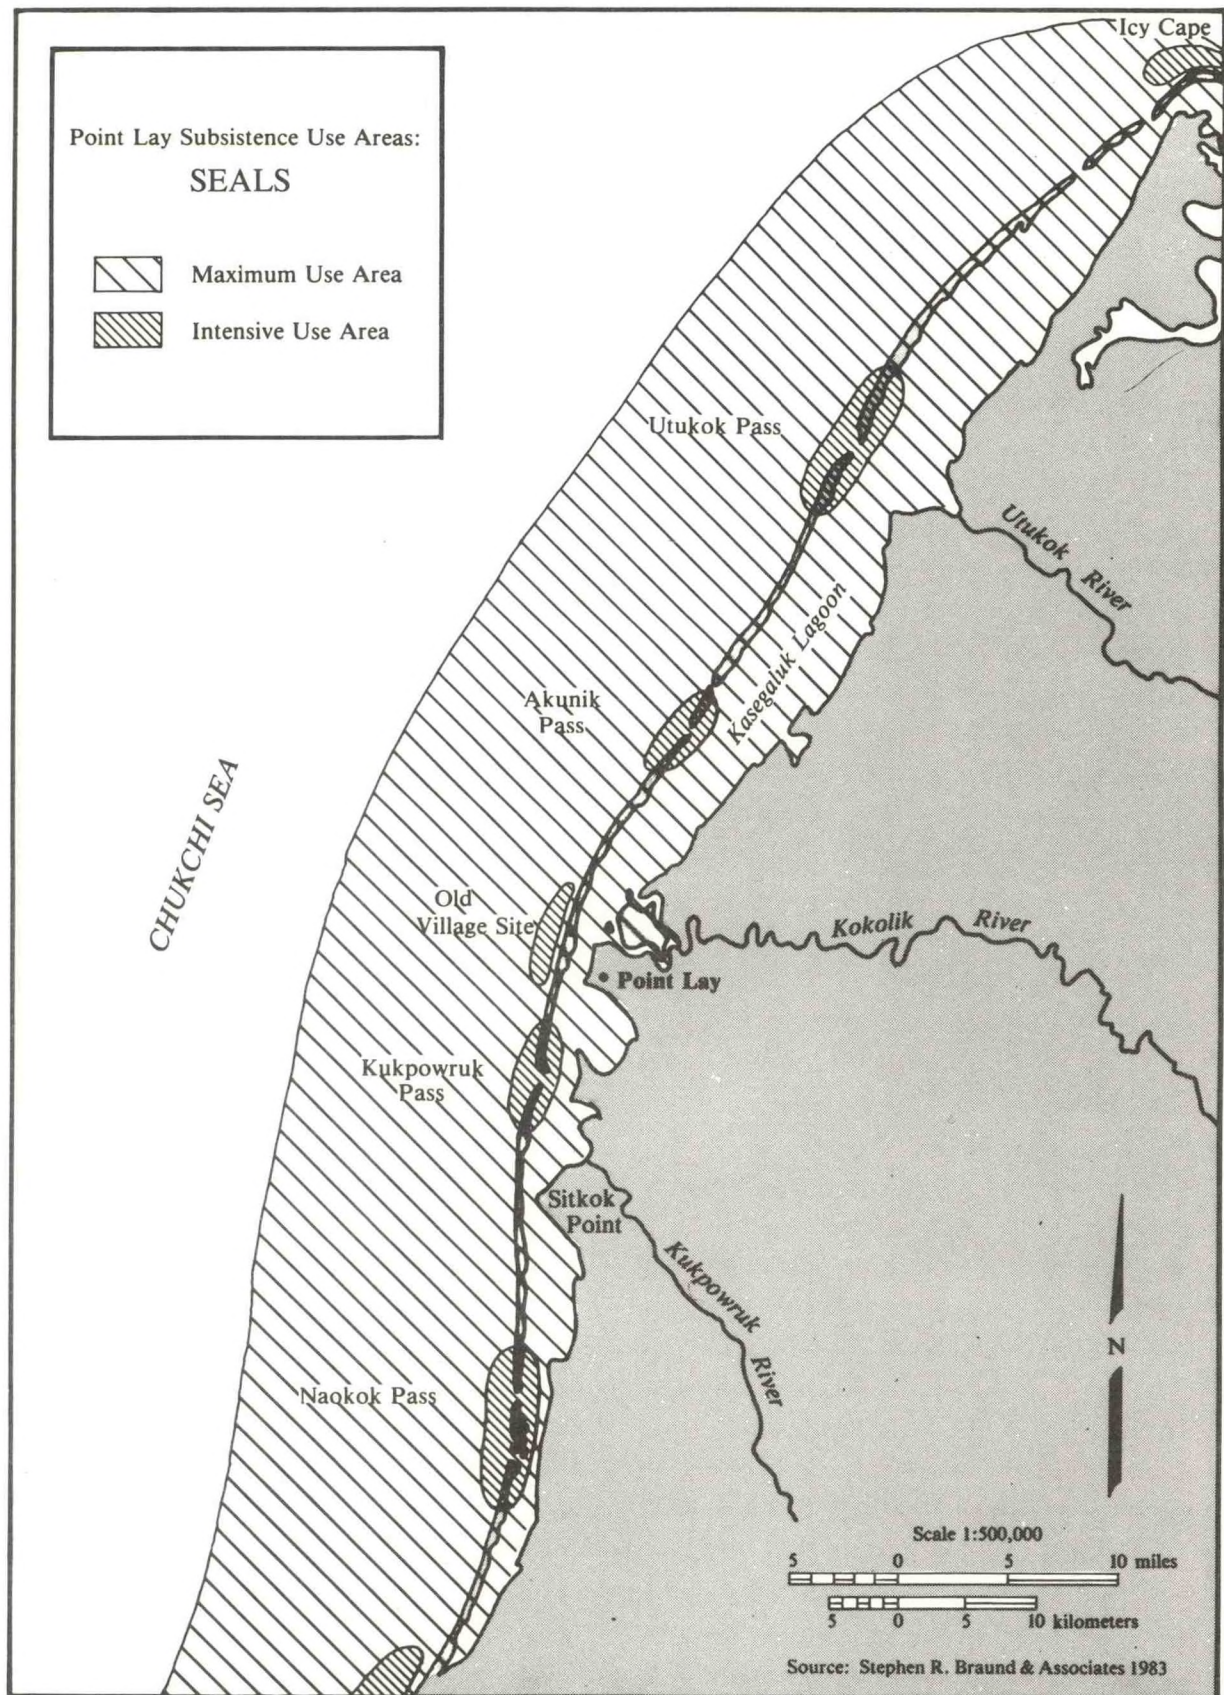 Icy Cape
Point Lay Subsistence Use Areas:
SEALS
Maximum Use Area
Intensive Use Area
Utukok Pass
Utukok River
Kasegaluk Lagoon
Akunik
Pass
CHUKCHI SEA
Old
Village Site
Kokolik River
Point Lay
Kukpowruk
Pass
Sitkok
Point
Kukpowruk River
N
Naokok Pass
Scale 1:500,000
5 0 5 10 miles
5 0 5 10 kilometers
Source: Stephen R. Braund & Associates 1983